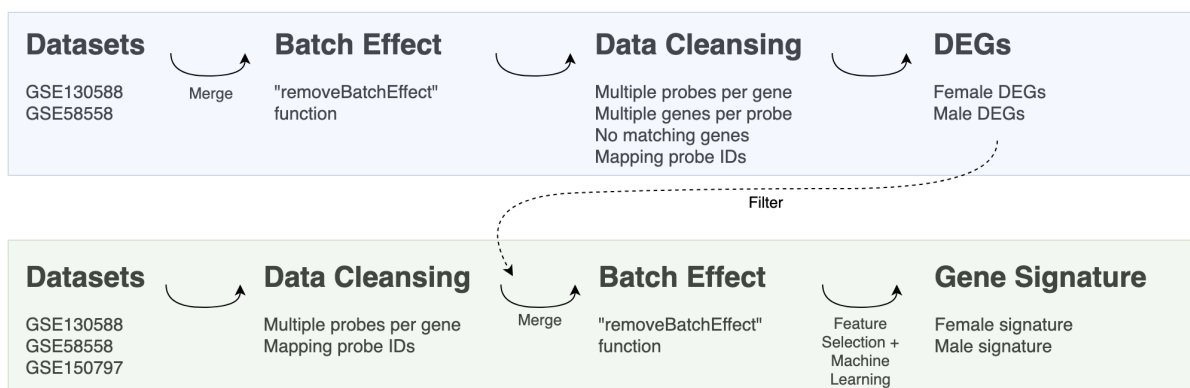 Datasets
Batch Effect
Data Cleansing
DEGs
GSE130588
GSE58558
Merge
"removeBatchEffect"
function
Multiple probes per gene
Multiple genes per probe
No matching genes
Mapping probe IDs
Female DEGs
Male DEGs
Filter
Datasets
Data Cleansing
Batch Effect
Gene Signature
GSE130588
GSE58558
GSE150797
Multiple probes per gene
Mapping probe IDs
Merge
"removeBatchEffect"
function
Feature
Selection +
Machine
Learning
Female signature
Male signature